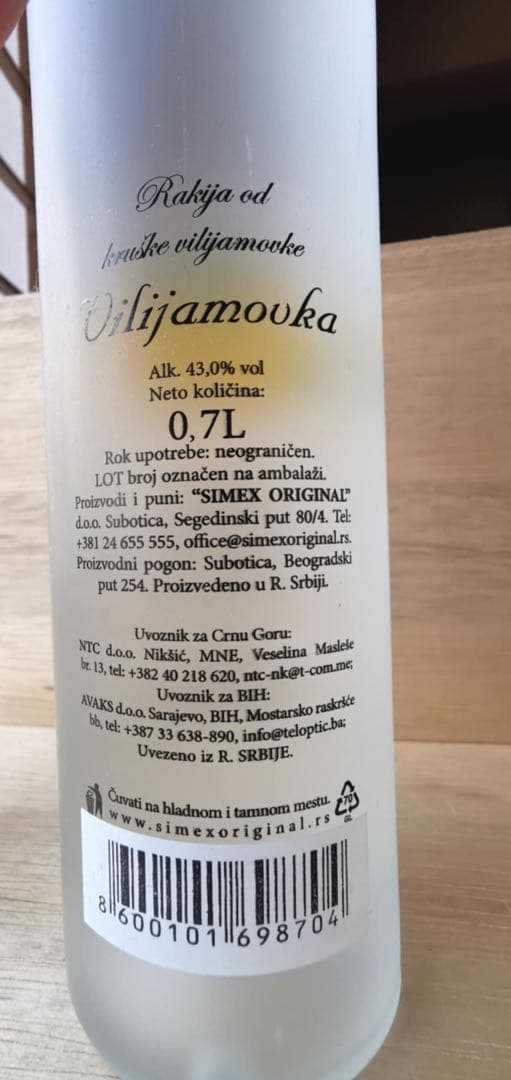 Rakija od
kruške vilijamovke
Vilijamovka
Alk. 43,0% vol
Neto količina:
0,7L
Rok upotrebe: neograničen.
LOT broj označen na ambalaži.
Proizvodi i puni: “SIMEX ORIGINAL”
d.o.o. Subotica, Segedinski put 80/4. Tel:
+381 24 655 555, office@simexoriginal.rs.
Proizvodni pogon: Subotica, Beogradski
put 254. Proizvedeno u R. Srbiji.
Uvoznik za Crnu Goru:
NTC d.o.o. Nikšić, MNE, Veselina Masleše
br. 13, tel: +382 40 218 620, ntc-nk@t-com.me;
Uvoznik za BIH:
AVAKS d.o.o. Sarajevo, BIH, Mostarsko raskršće
bb, tel: +387 33 638-890, info@teloptic.ba;
Uvezeno iz R. SRBIJE.
Čuvati na hladnom i tamnom mestu.
www.simexoriginal.rs
70
GL
8 600101 698704